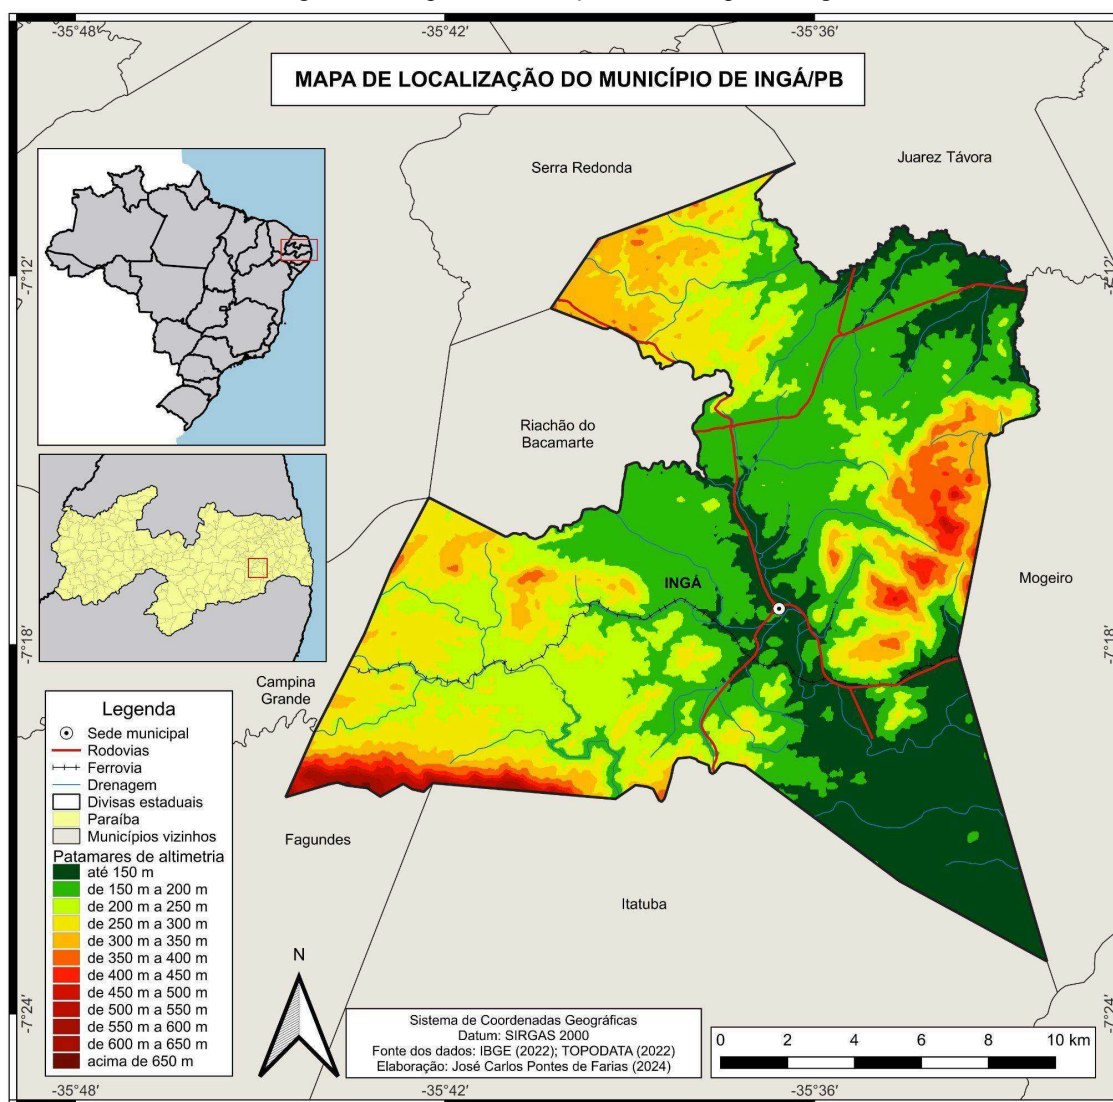 -35°48′
-35°42′
-35°36′
MAPA DE LOCALIZAÇÃO DO MUNICÍPIO DE INGÁ/PB
Serra Redonda
Juarez Távora
-7°12′
-7°12′
Riachão do
Bacamarte
INGÁ
Mogeiro
-7°18′
-7°18′
Campina
Grande
Fagundes
Itatuba
Legenda
Sede municipal
Rodovias
Ferrovia
Drenagem
Divisas estaduais
Paraíba
Municípios vizinhos
Patamares de altimetria
até 150 m
de 150 m a 200 m
de 200 m a 250 m
de 250 m a 300 m
de 300 m a 350 m
de 350 m a 400 m
de 400 m a 450 m
de 450 m a 500 m
de 500 m a 550 m
de 550 m a 600 m
de 600 m a 650 m
acima de 650 m
N
Sistema de Coordenadas Geográficas
Datum: SIRGAS 2000
Fonte dos dados: IBGE (2022); TOPODATA (2022)
Elaboração: José Carlos Pontes de Farias (2024)
0 2 4 6 8 10 km
-7°24′
-7°24′
-35°48′
-35°42′
-35°36′